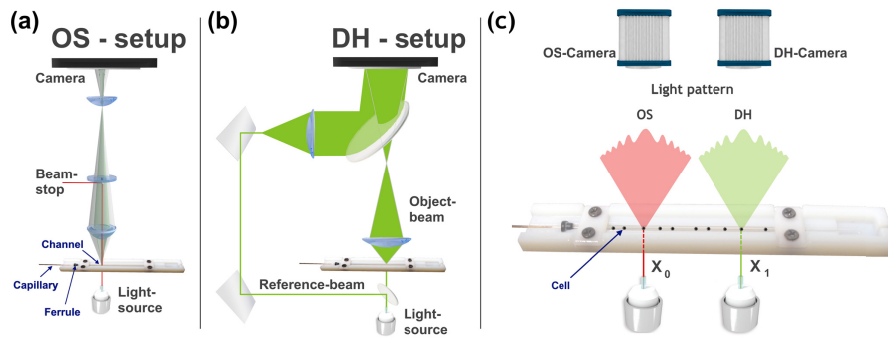 (a)
OS - setup
Camera
Beam-
stop
Channel
Capillary
Ferrule
Light-
source
(b)
DH - setup
Camera
Object-
beam
Reference-beam
Light-
source
(c)
OS-Camera
DH-Camera
Light pattern
OS
DH
Cell
X0
X1